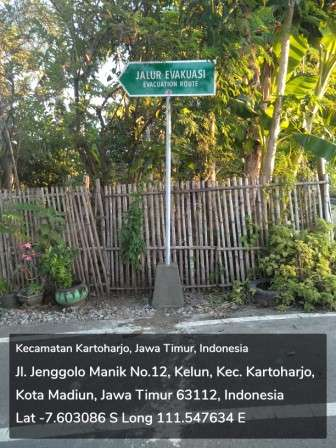 JALUR EVAKUASI
EVACUATION ROUTE
Kecamatan Kartoharjo, Jawa Timur, Indonesia
Jl. Jenggolo Manik No.12, Kelun, Kec. Kartoharjo,
Kota Madiun, Jawa Timur 63112, Indonesia
Lat -7.603086 S Long 111.547634 E